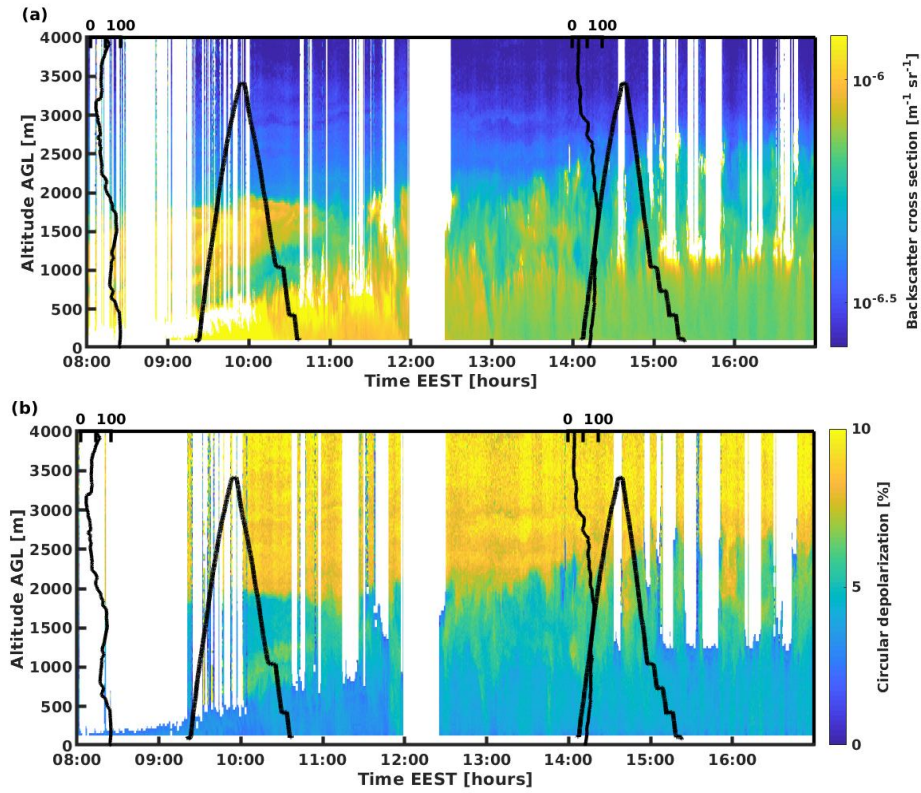 (a)
0 100
0 100
4000
3500
3000
2500
2000
1500
1000
500
0
Altitude AGL [m]
08:00 09:00 10:00 11:00 12:00 13:00 14:00 15:00 16:00
Time EEST [hours]
10^-6
10^-6.5
Backscatter cross section [m^-1 sr^-1]
(b)
0 100
0 100
4000
3500
3000
2500
2000
1500
1000
500
0
Altitude AGL [m]
08:00 09:00 10:00 11:00 12:00 13:00 14:00 15:00 16:00
Time EEST [hours]
10
5
0
Circular depolarization [%]